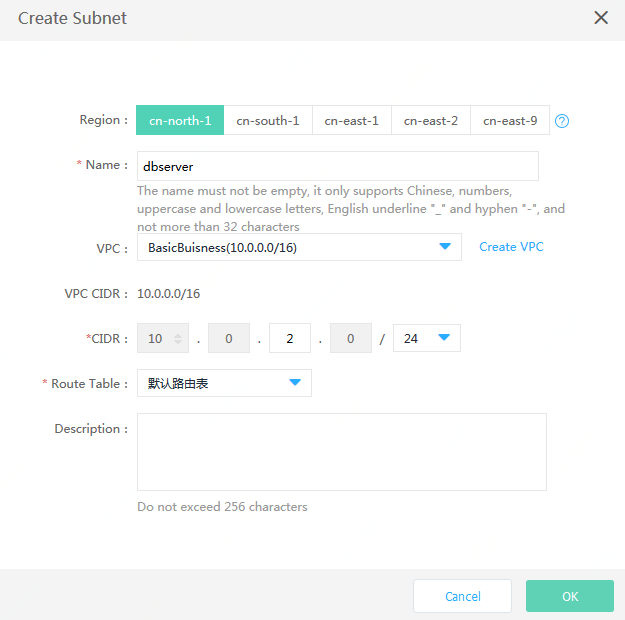 Create Subnet
Region : cn-north-1 cn-south-1 cn-east-1 cn-east-2 cn-east-9 ?
* Name : dbserver
The name must not be empty, it only supports Chinese, numbers,
uppercase and lowercase letters, English underline "_" and hyphen "-", and
not more than 32 characters
VPC : BasicBuisness(10.0.0.0/16) Create VPC
VPC CIDR : 10.0.0.0/16
*CIDR : 10 . 0 . 2 . 0 / 24
* Route Table : 默认路由表
Description :
Do not exceed 256 characters
Cancel OK